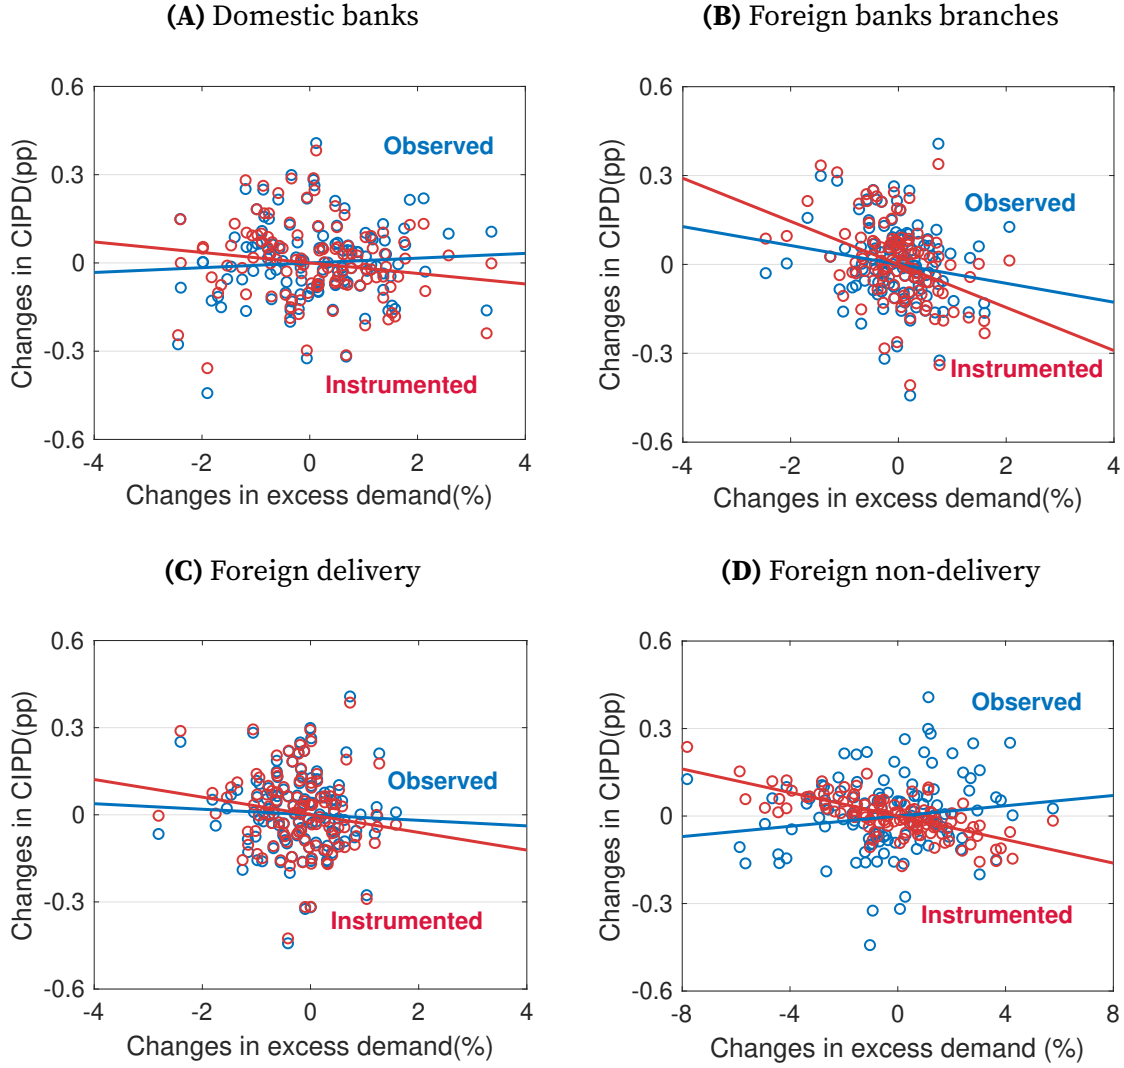 (A) Domestic banks
0.6
0.3
0
-0.3
-0.6
-4
-2
0
2
4
Changes in CIPD(pp)
Changes in excess demand(%)
Observed
Instrumented
(B) Foreign banks branches
0.6
0.3
0
-0.3
-0.6
-4
-2
0
2
4
Changes in CIPD(pp)
Changes in excess demand(%)
Observed
Instrumented
(C) Foreign delivery
0.6
0.3
0
-0.3
-0.6
-4
-2
0
2
4
Changes in CIPD(pp)
Changes in excess demand(%)
Observed
Instrumented
(D) Foreign non-delivery
0.6
0.3
0
-0.3
-0.6
-8
-4
0
4
8
Changes in CIPD(pp)
Changes in excess demand (%)
Observed
Instrumented